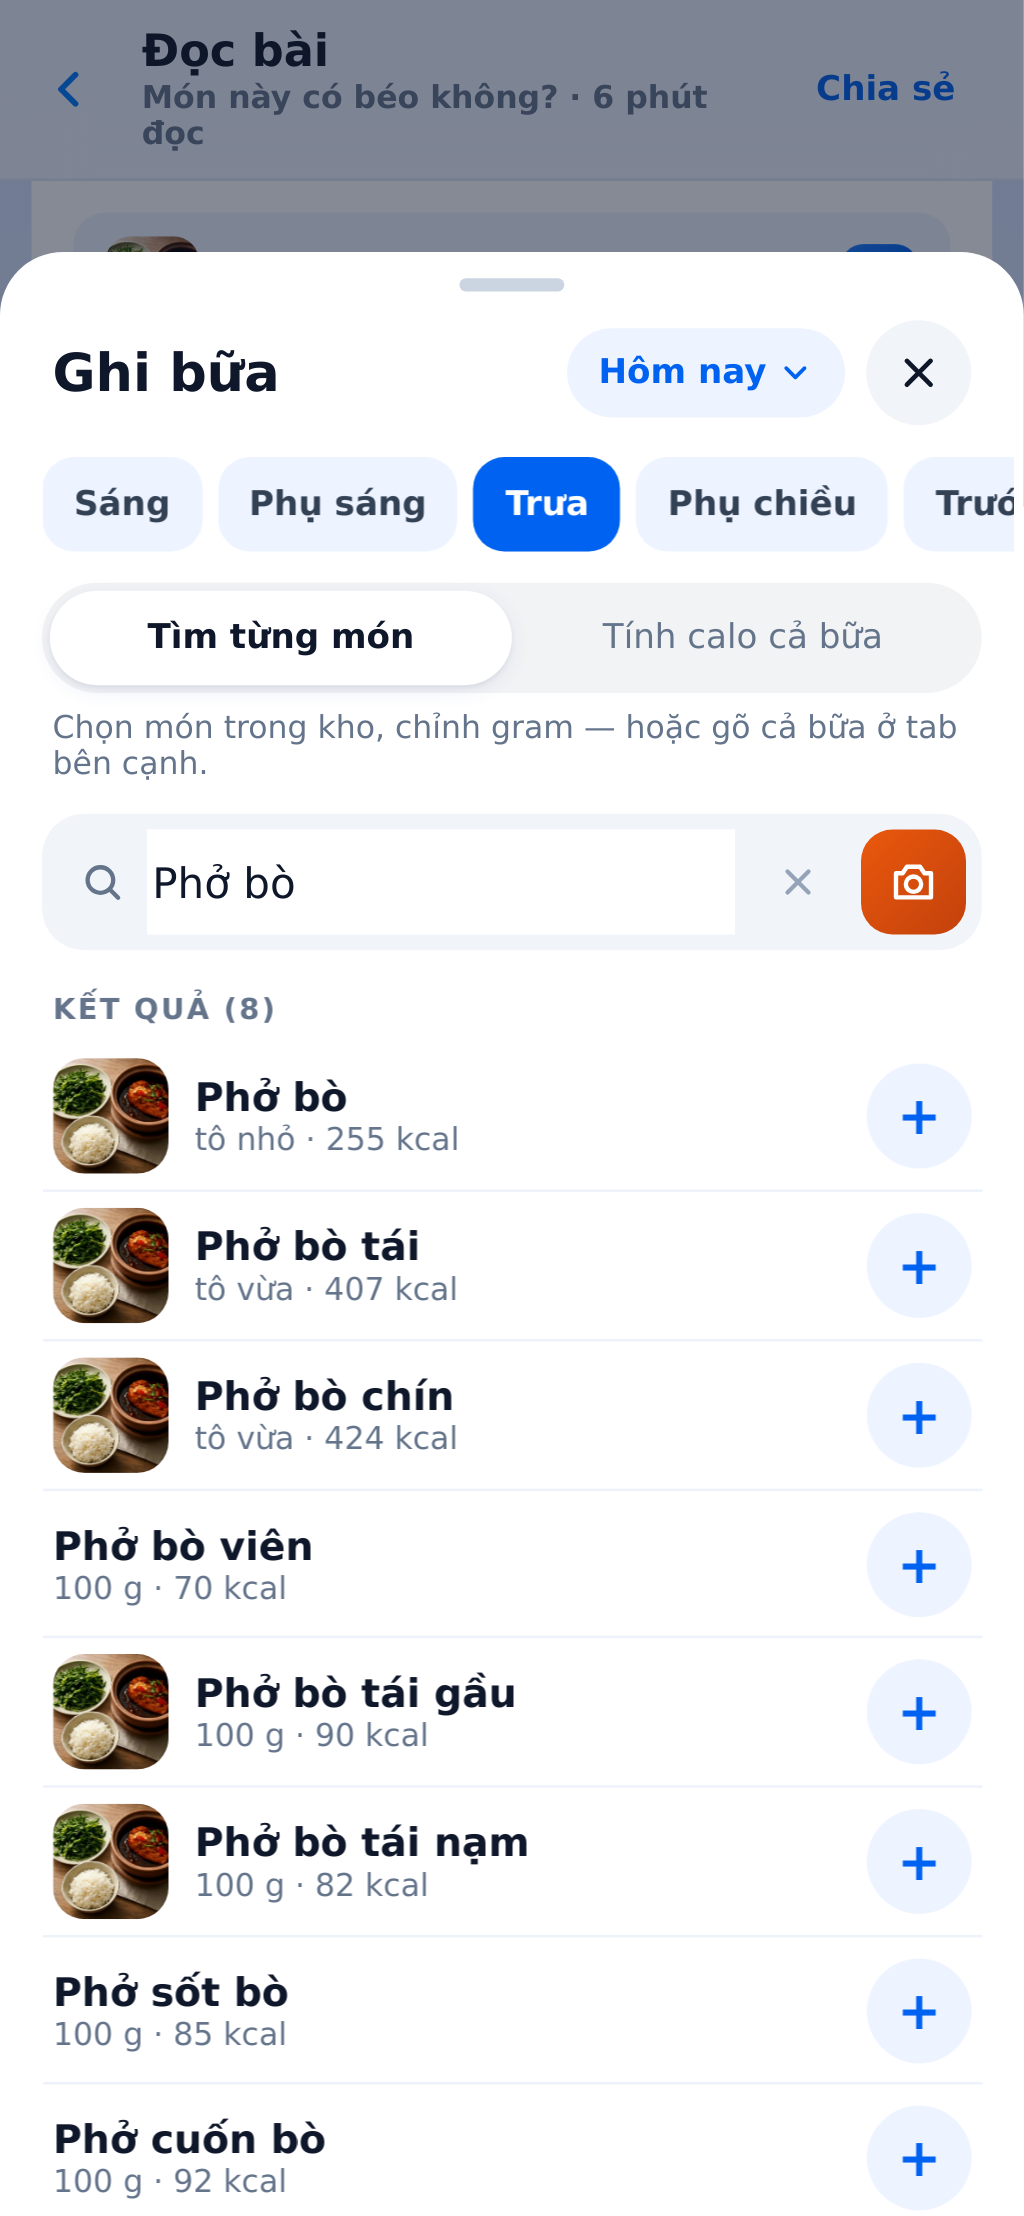 Đọc bài
Món này có béo không? · 6 phút
đọc
Chia sẻ
Ghi bữa
Hôm nay
Sáng
Phụ sáng
Trưa
Phụ chiều
Trướ
Tìm từng món
Tính calo cả bữa
Chọn món trong kho, chỉnh gram — hoặc gõ cả bữa ở tab
bên cạnh.
Phở bò
KẾT QUẢ (8)
Phở bò
tô nhỏ · 255 kcal
Phở bò tái
tô vừa · 407 kcal
Phở bò chín
tô vừa · 424 kcal
Phở bò viên
100 g · 70 kcal
Phở bò tái gầu
100 g · 90 kcal
Phở bò tái nạm
100 g · 82 kcal
Phở sốt bò
100 g · 85 kcal
Phở cuốn bò
100 g · 92 kcal